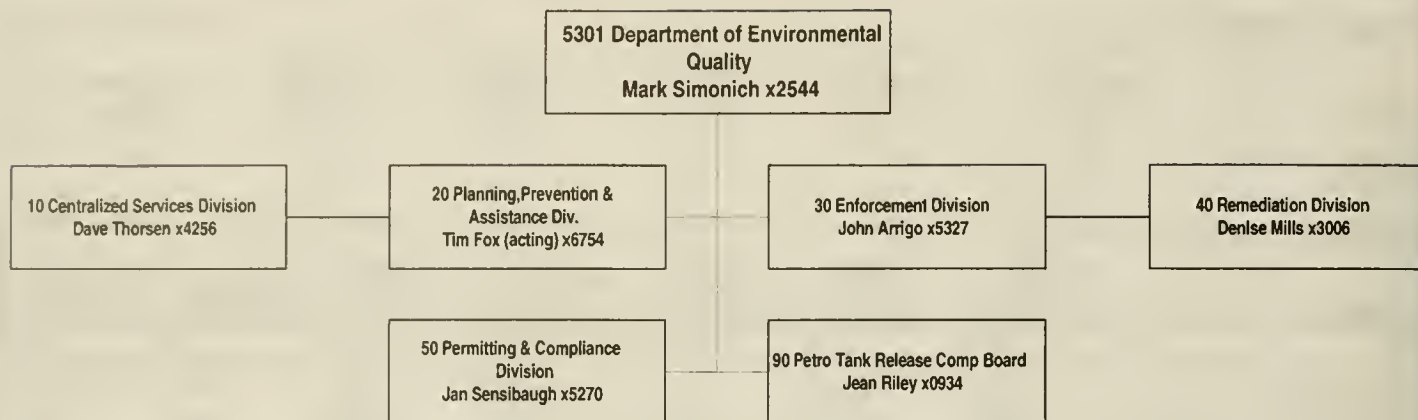 5301 Department of Environmental
Quality
Mark Simonich x2544
10 Centralized Services Division
Dave Thorsen x4256
20 Planning,Prevention &
Assistance Div.
Tim Fox (acting) x6754
30 Enforcement Division
John Arrigo x5327
40 Remediation Division
Denise Mills x3006
50 Permitting & Compliance
Division
Jan Sensibaugh x5270
90 Petro Tank Release Comp Board
Jean Riley x0934